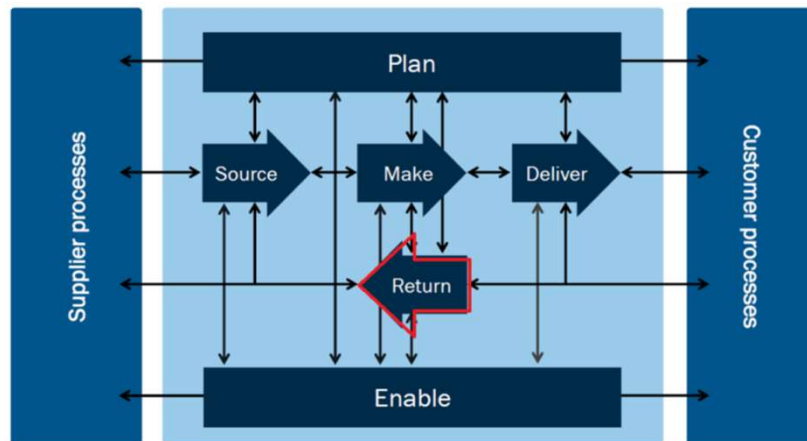 Plan
Supplier processes
Source
Make
Deliver
Customer processes
Return
Enable